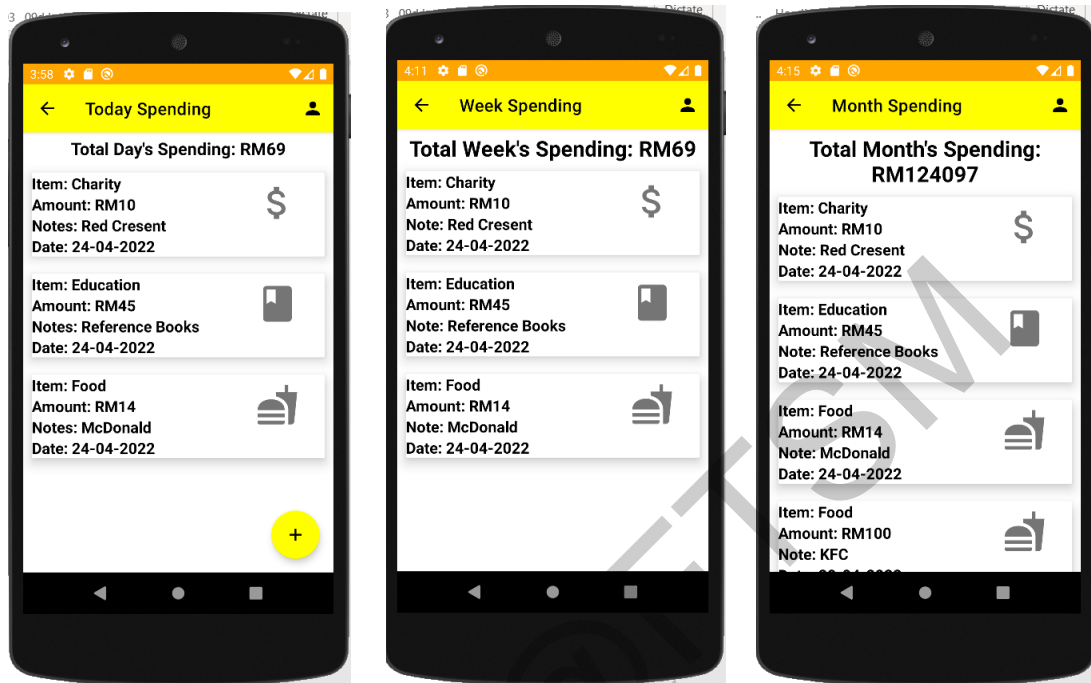 Dictate
Dictate
3:58
Today Spending
Total Day's Spending: RM69
Item: Charity
Amount: RM10
Notes: Red Cresent
Date: 24-04-2022
Item: Education
Amount: RM45
Notes: Reference Books
Date: 24-04-2022
Item: Food
Amount: RM14
Notes: McDonald
Date: 24-04-2022
+
4:11
Week Spending
Total Week's Spending: RM69
Item: Charity
Amount: RM10
Note: Red Cresent
Date: 24-04-2022
Item: Education
Amount: RM45
Note: Reference Books
Date: 24-04-2022
Item: Food
Amount: RM14
Note: McDonald
Date: 24-04-2022
4:15
Month Spending
Total Month's Spending:
RM124097
Item: Charity
Amount: RM10
Note: Red Cresent
Date: 24-04-2022
Item: Education
Amount: RM45
Note: Reference Books
Date: 24-04-2022
Item: Food
Amount: RM14
Note: McDonald
Date: 24-04-2022
Item: Food
Amount: RM100
Note: KFC
@FTSM